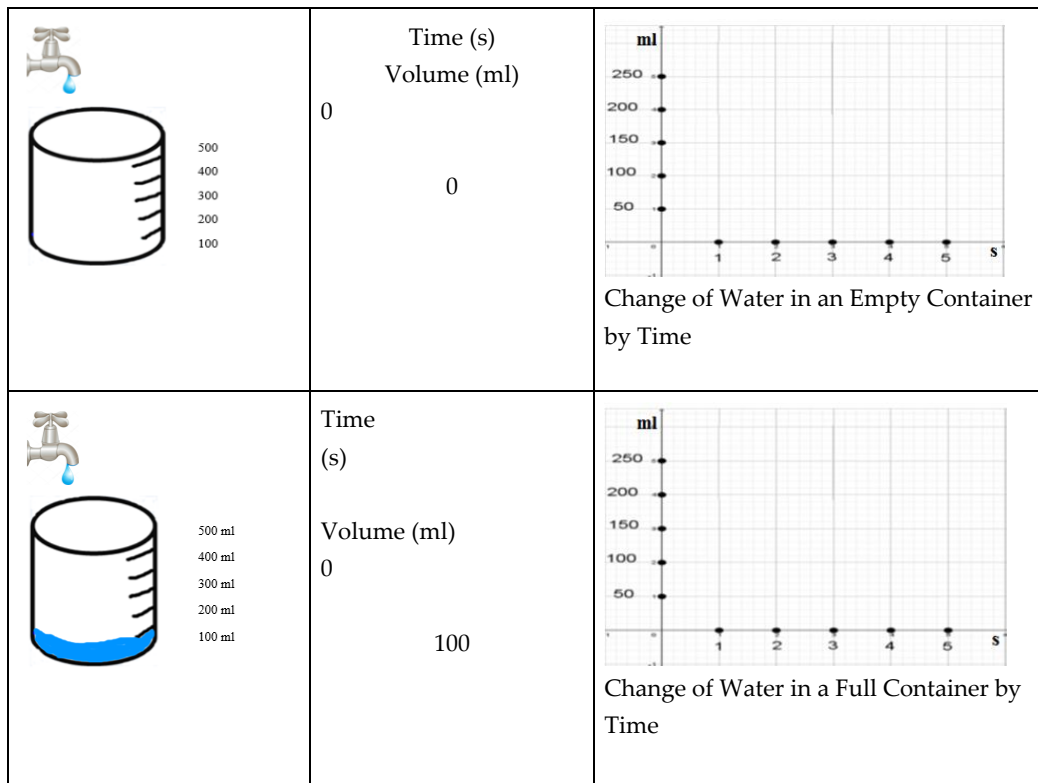 500
400
300
200
100
Time (s)
Volume (ml)
0
0
ml
250
200
150
100
50
1 2 3 4 5 s
Change of Water in an Empty Container
by Time
500 ml
400 ml
300 ml
200 ml
100 ml
Time
(s)
Volume (ml)
0
100
ml
250
200
150
100
50
1 2 3 4 5 s
Change of Water in a Full Container by
Time